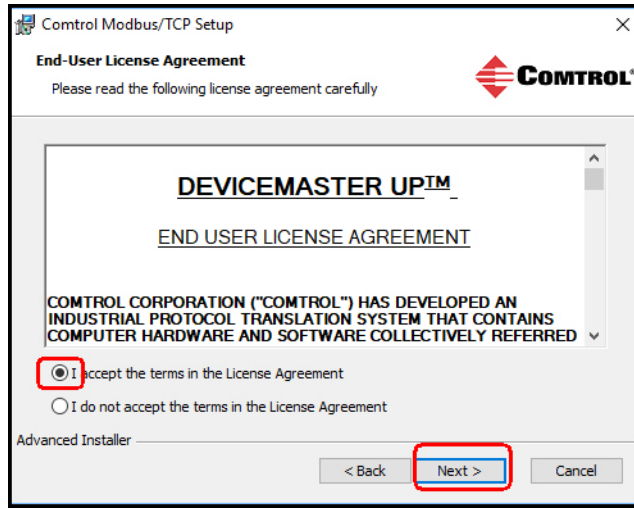 Comtrol Modbus/TCP Setup
End-User License Agreement
Please read the following license agreement carefully
COMTROL
DEVICEMASTER UP™
END USER LICENSE AGREEMENT
COMTROL CORPORATION ("COMTROL") HAS DEVELOPED AN
INDUSTRIAL PROTOCOL TRANSLATION SYSTEM THAT CONTAINS
COMPUTER HARDWARE AND SOFTWARE COLLECTIVELY REFERRED
I accept the terms in the License Agreement
I do not accept the terms in the License Agreement
Advanced Installer
< Back Next > Cancel